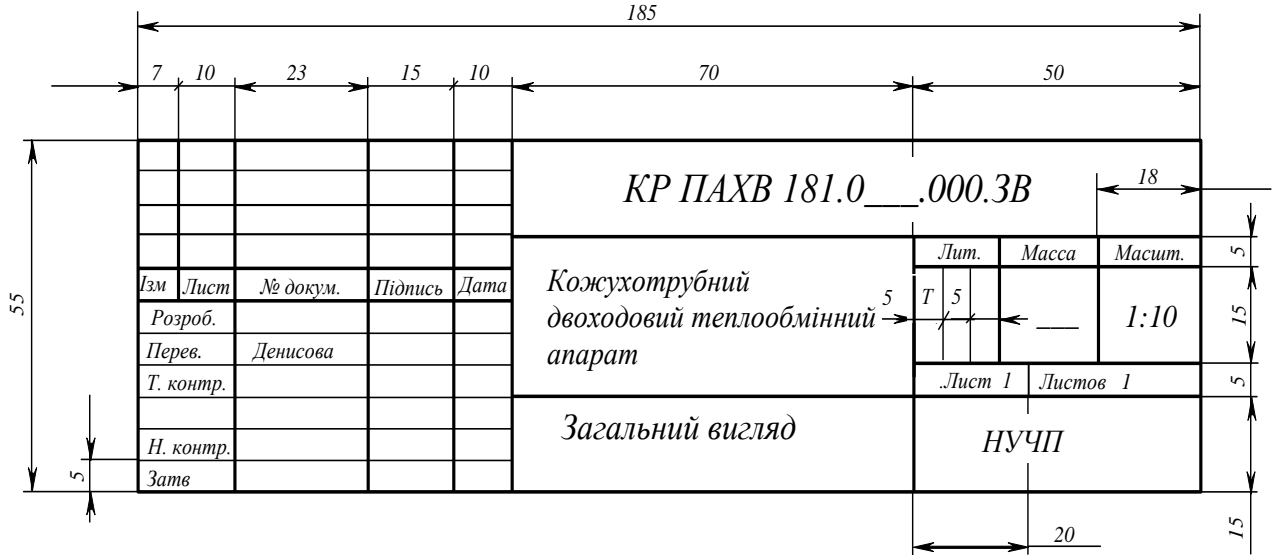 185
7 10 23 15 10 70 50
КР ПАХВ 181.0___.000.ЗВ
18
Лит. Масса Масшт.
5
Ізм Лист № докум. Підпись Дата
Кожухотрубний
двоходовий теплообмінний
апарат
5 Т 5 ___ 1:10
15
55
Розроб.
Перев. Денисова
Т. контр.
.Лист 1 Листов 1
5
Загальний вигляд
НУЧП
Н. контр.
5
Затв
15
20